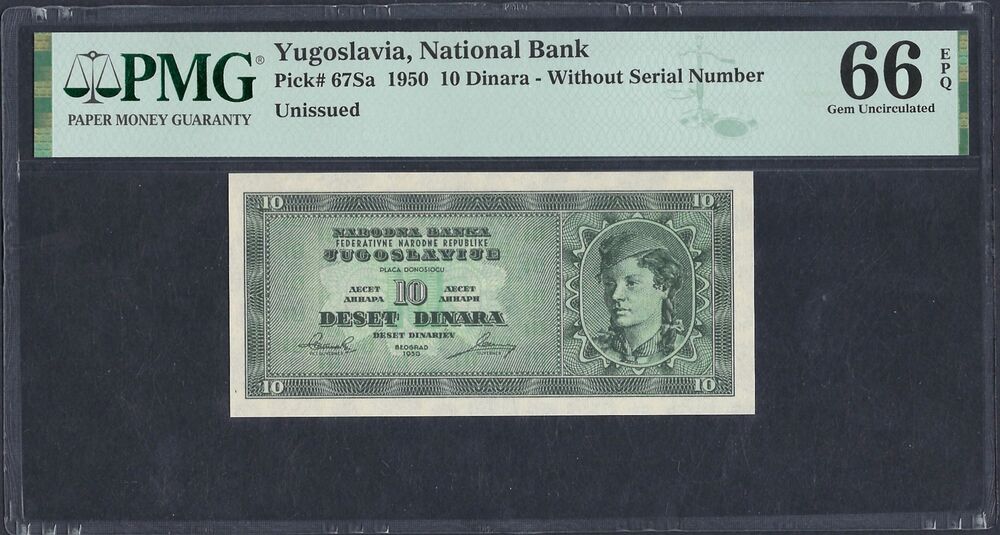 PMG®
PAPER MONEY GUARANTY
Yugoslavia, National Bank
Pick# 67Sa 1950 10 Dinara - Without Serial Number
Unissued
66
EPQ
Gem Uncirculated
10 10
NARODNA BANKA
FEDERATIVNE NARODNE REPUBLIKE
JUGOSLAVIJE
PLAĆA DONOSIOCU
ДЕСЕТ 10 ДЕСЕТ
ДИНАРА ДИНАРИ
DESET DINARA
DESET DINARJEV
BEOGRAD
1950
GUVERNER
10 10